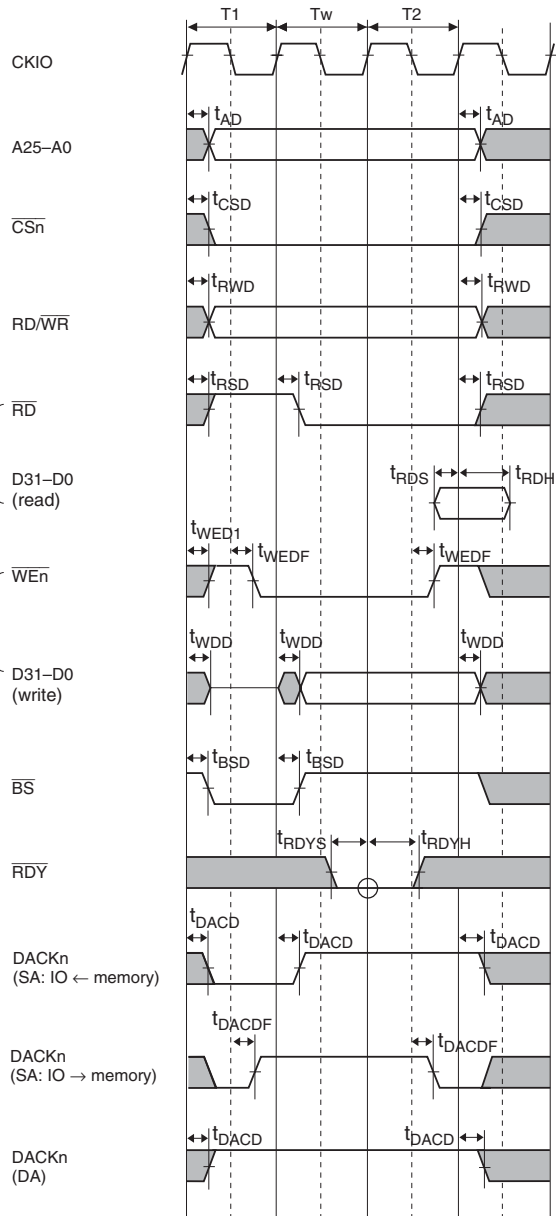 T1 Tw T2
CKIO
tAD tAD
A25–A0
tCSD tCSD
CSn
tRWD tRWD
RD/WR
tRSD tRSD tRSD
RD
D31–D0
(read)
tRDS tRDH
tWED1
tWEDF tWEDF
WEn
tWDD tWDD tWDD
D31–D0
(write)
tBSD tBSD
BS
tRDYS tRDYH
RDY
tDACD
tDACD tDACD
DACKn
(SA: IO ← memory)
tDACDF
tDACDF
DACKn
(SA: IO → memory)
tDACD tDACD
DACKn
(DA)